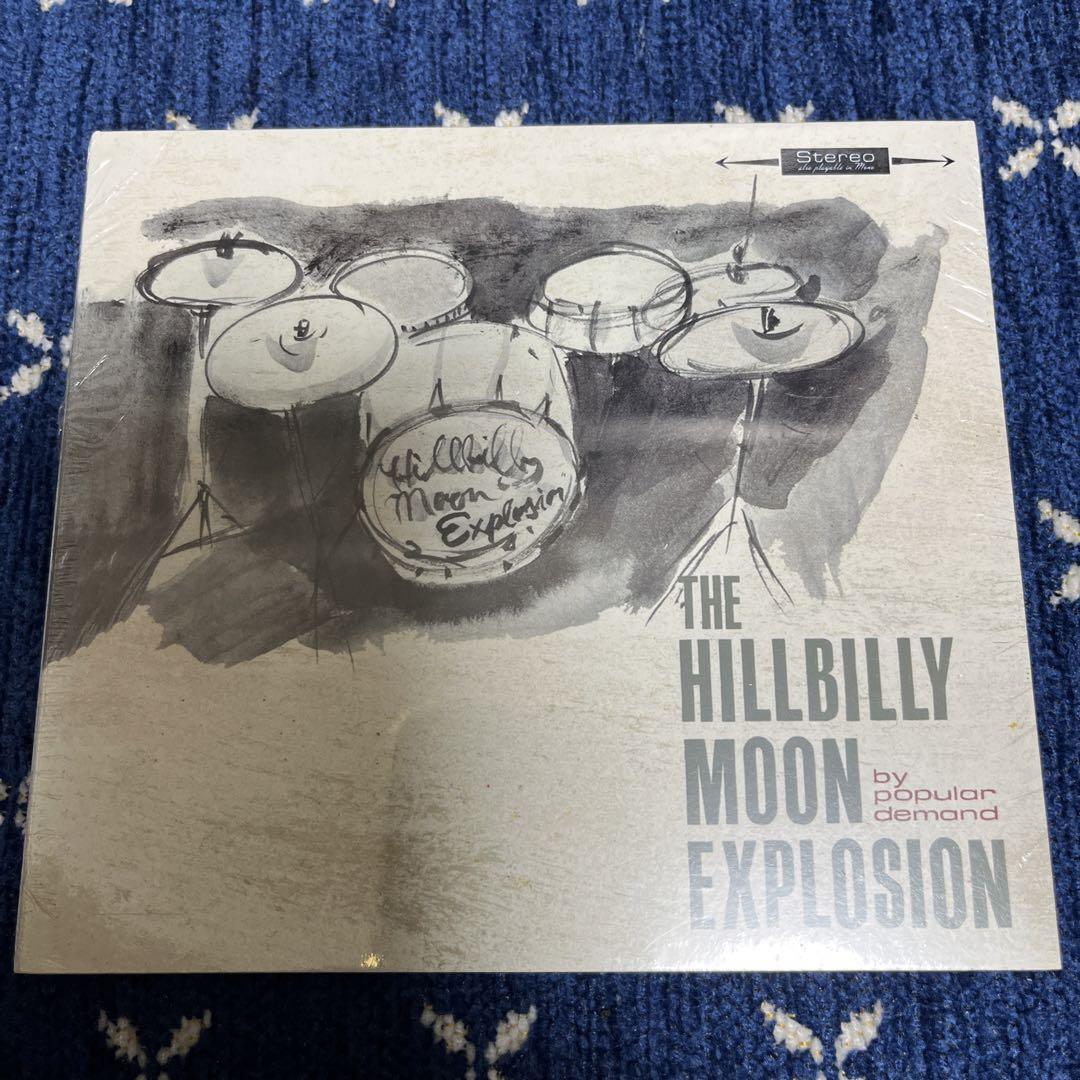 Stereo
also playable in Mono
Hillbilly
Moon
Explosion
THE
HILLBILLY
MOON
by
popular
demand
EXPLOSION